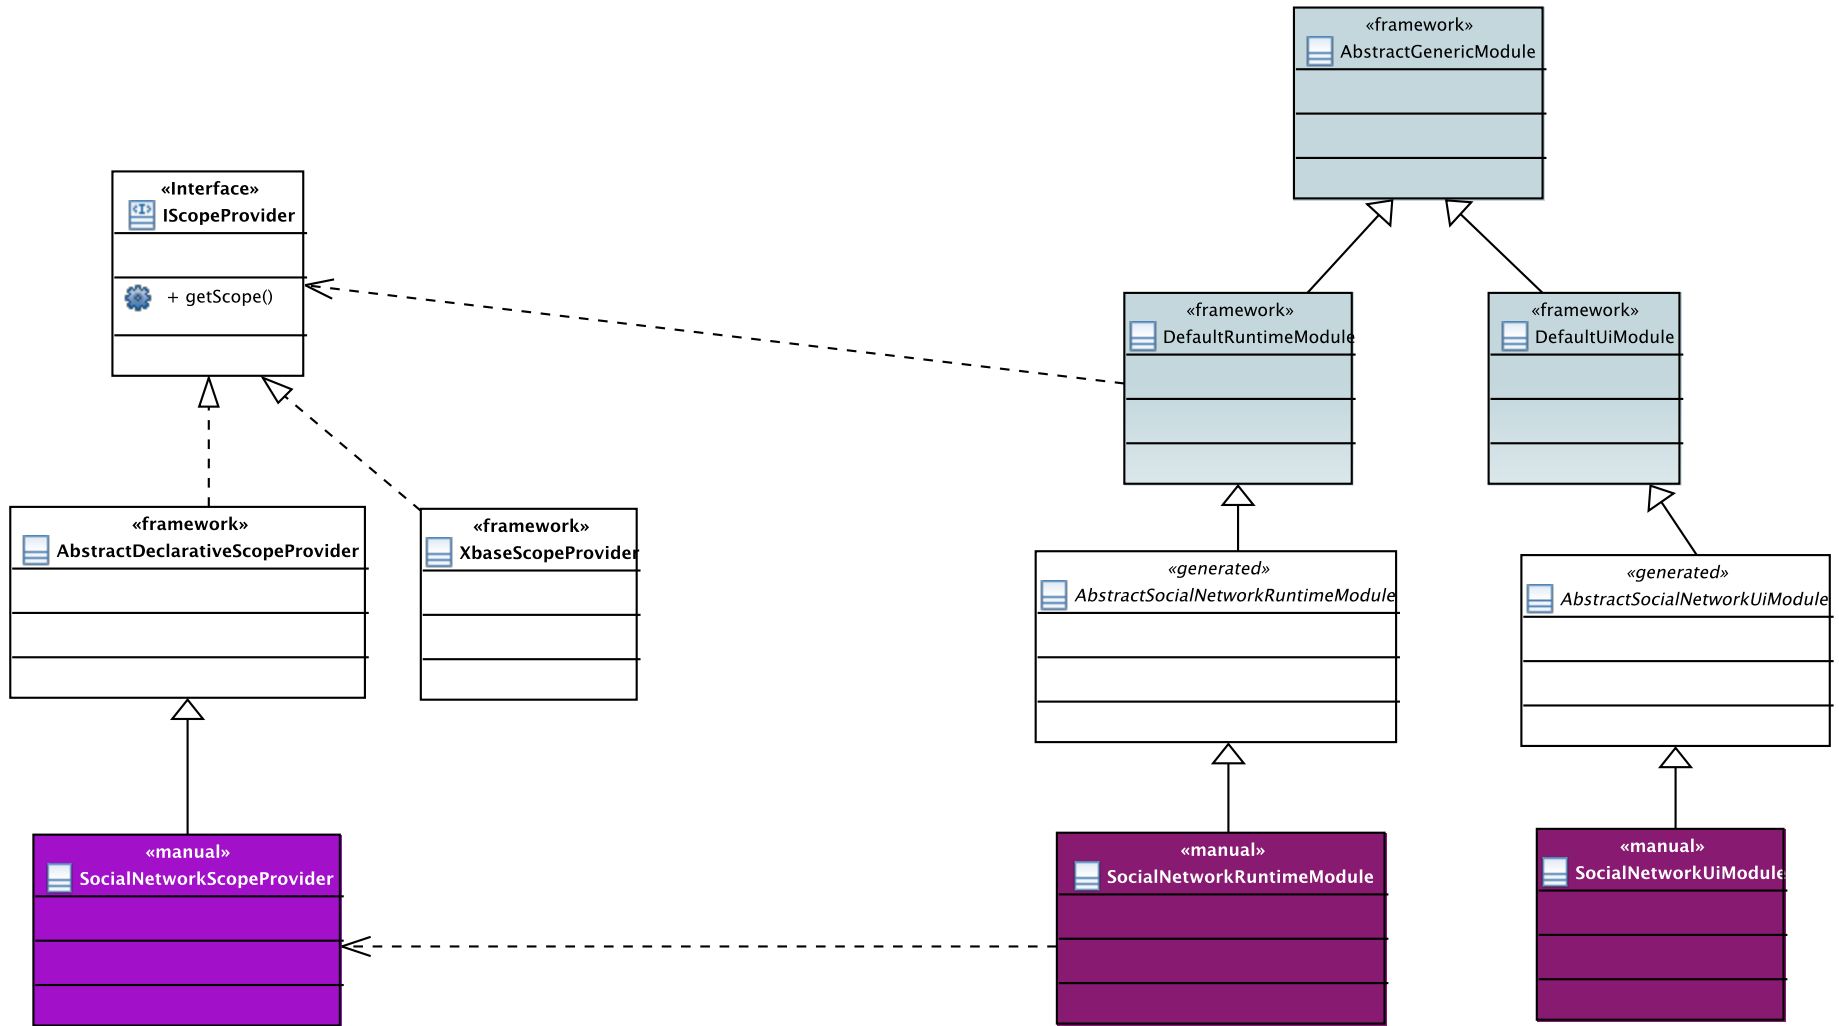 «framework»
AbstractGenericModule
«Interface»
IScopeProvider
+ getScope()
«framework»
DefaultRuntimeModule
«framework»
DefaultUiModule
«framework»
AbstractDeclarativeScopeProvider
«framework»
XbaseScopeProvider
«generated»
AbstractSocialNetworkRuntimeModule
«generated»
AbstractSocialNetworkUiModule
«manual»
SocialNetworkScopeProvider
«manual»
SocialNetworkRuntimeModule
«manual»
SocialNetworkUiModule